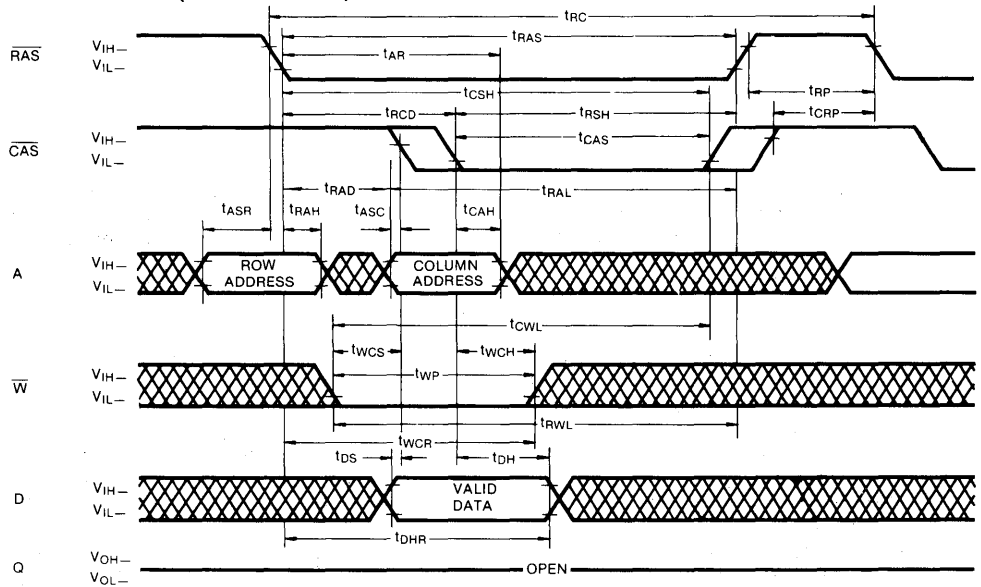 tRC
RAS
VIH
VIL
tRAS
tAR
tRP
tCSH
tRCD
tRSH
tCRP
CAS
VIH
VIL
tCAS
tRAD
tRAL
tASR
tRAH
tASC
tCAH
A
VIH
VIL
ROW
ADDRESS
COLUMN
ADDRESS
tCWL
tWCS
tWCH
W
VIH
VIL
tWP
tRWL
tWCR
tDS
tDH
D
VIH
VIL
VALID
DATA
tDHR
Q
VOH
VOL
OPEN